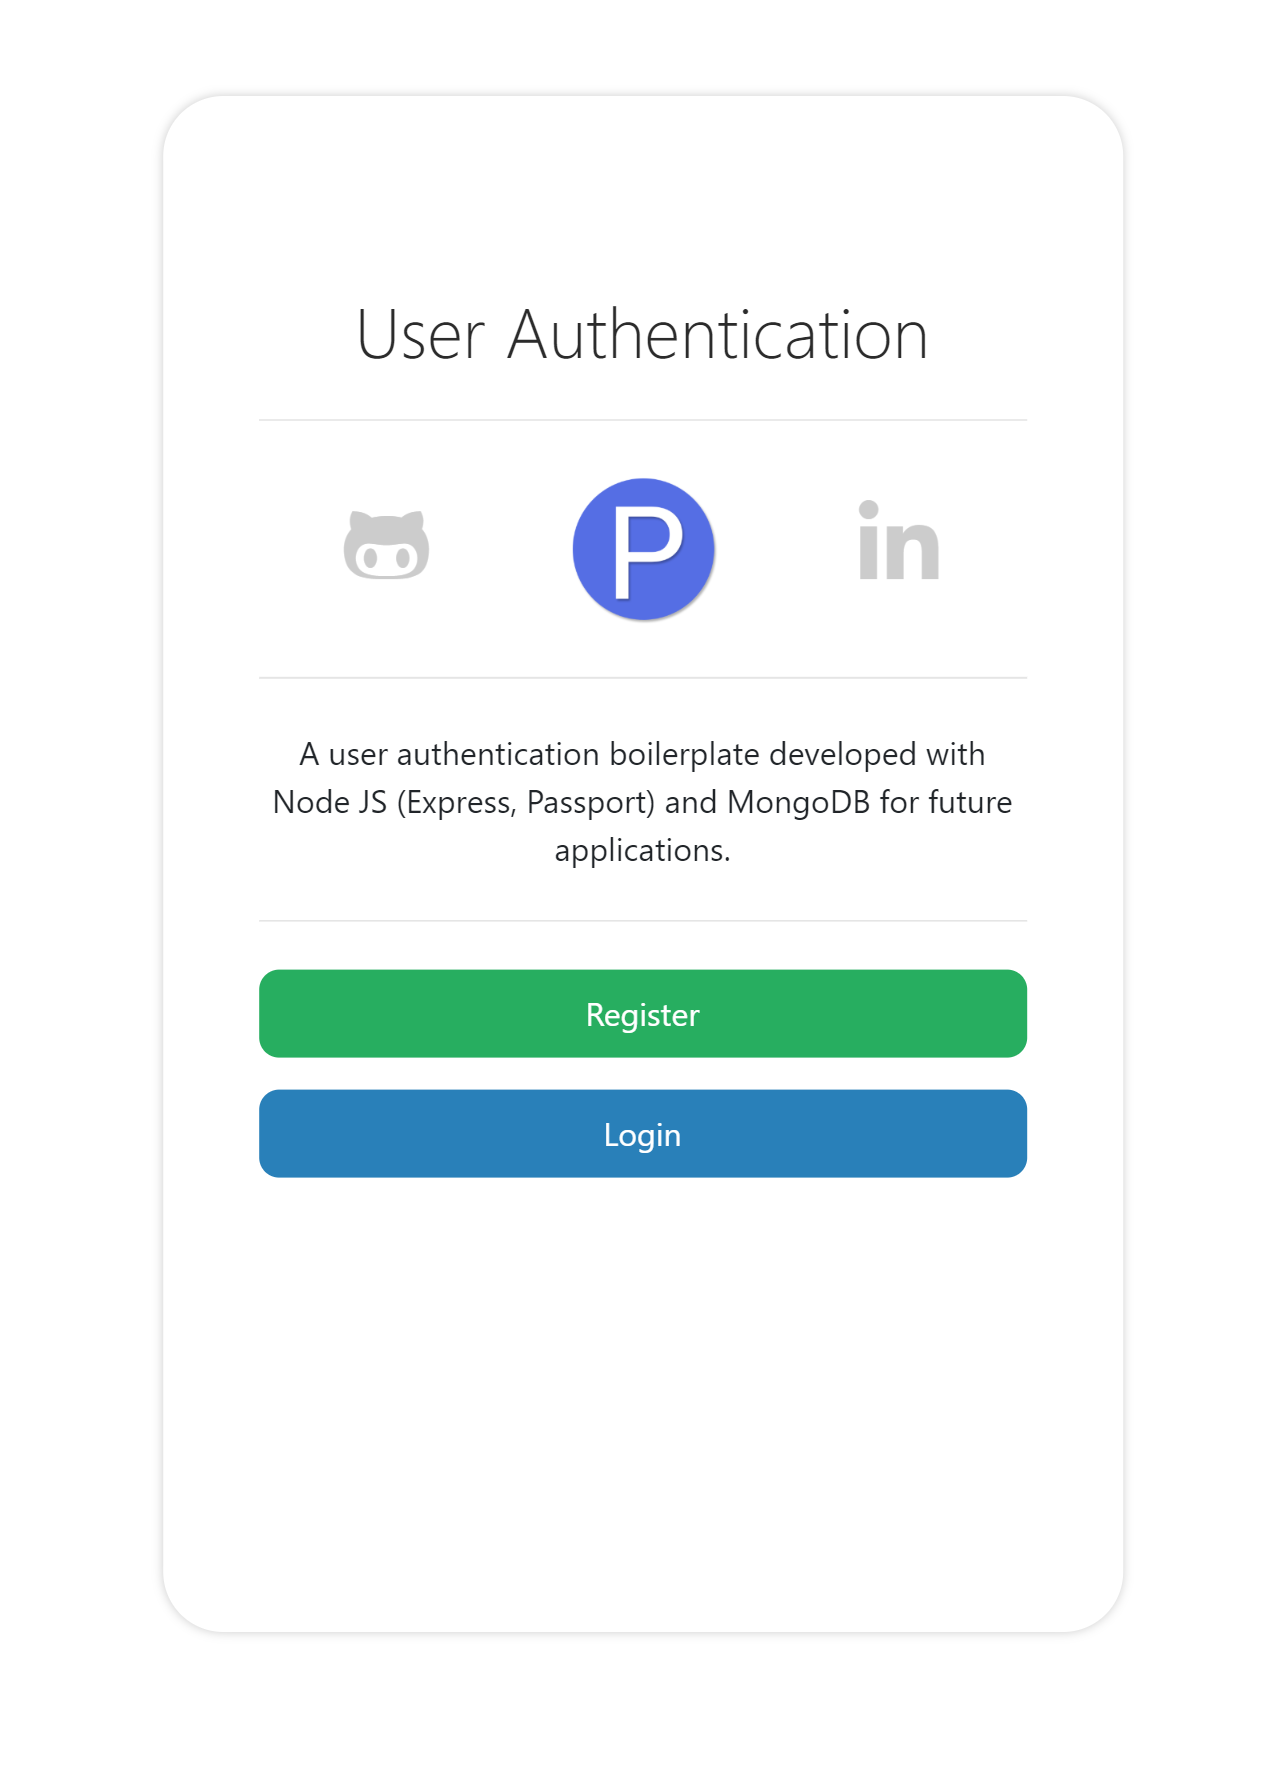 User Authentication
P
in
A user authentication boilerplate developed with
Node JS (Express, Passport) and MongoDB for future
applications.
Register
Login